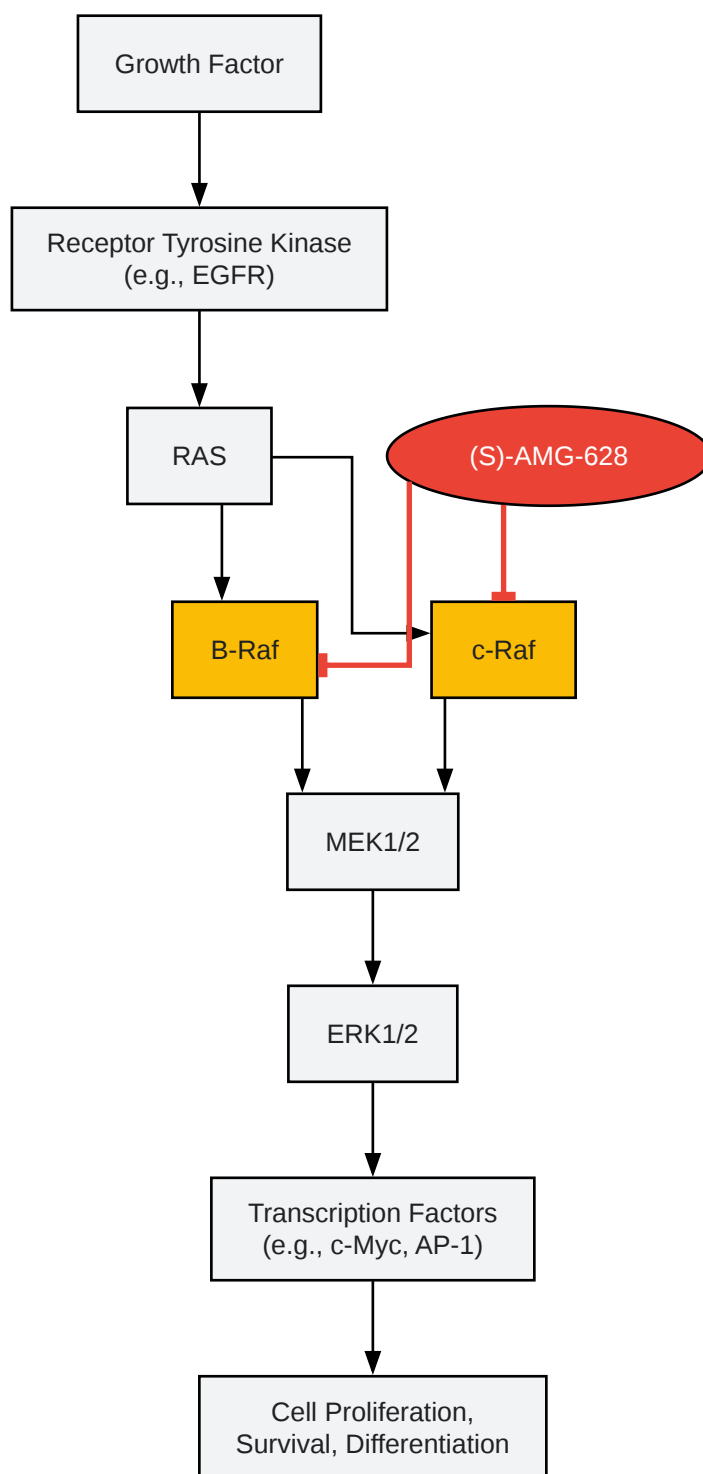 Growth Factor
Receptor Tyrosine Kinase
(e.g., EGFR)
RAS
(S)-AMG-628
B-Raf
c-Raf
MEK1/2
ERK1/2
Transcription Factors
(e.g., c-Myc, AP-1)
Cell Proliferation,
Survival, Differentiation